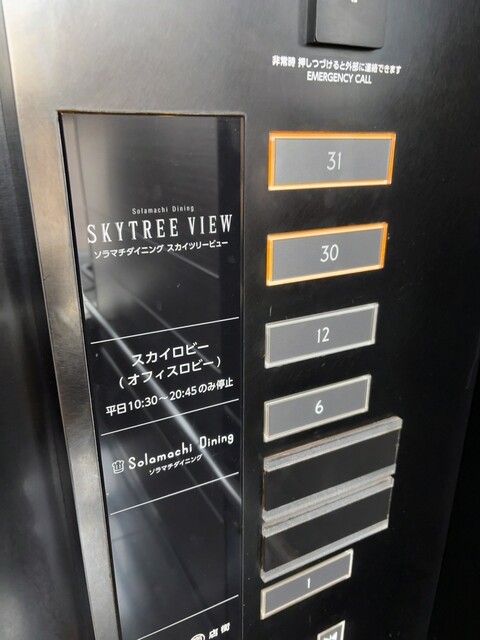 非常時 押しつづけると外部に連絡できます
EMERGENCY CALL
31
Solamachi Dining
SKYTREE VIEW
ソラマチダイニング スカイツリービュー
30
12
スカイロビー
(オフィスロビー)
平日10:30～20:45のみ停止
6
Solamachi Dining
ソラマチダイニング
1
店街